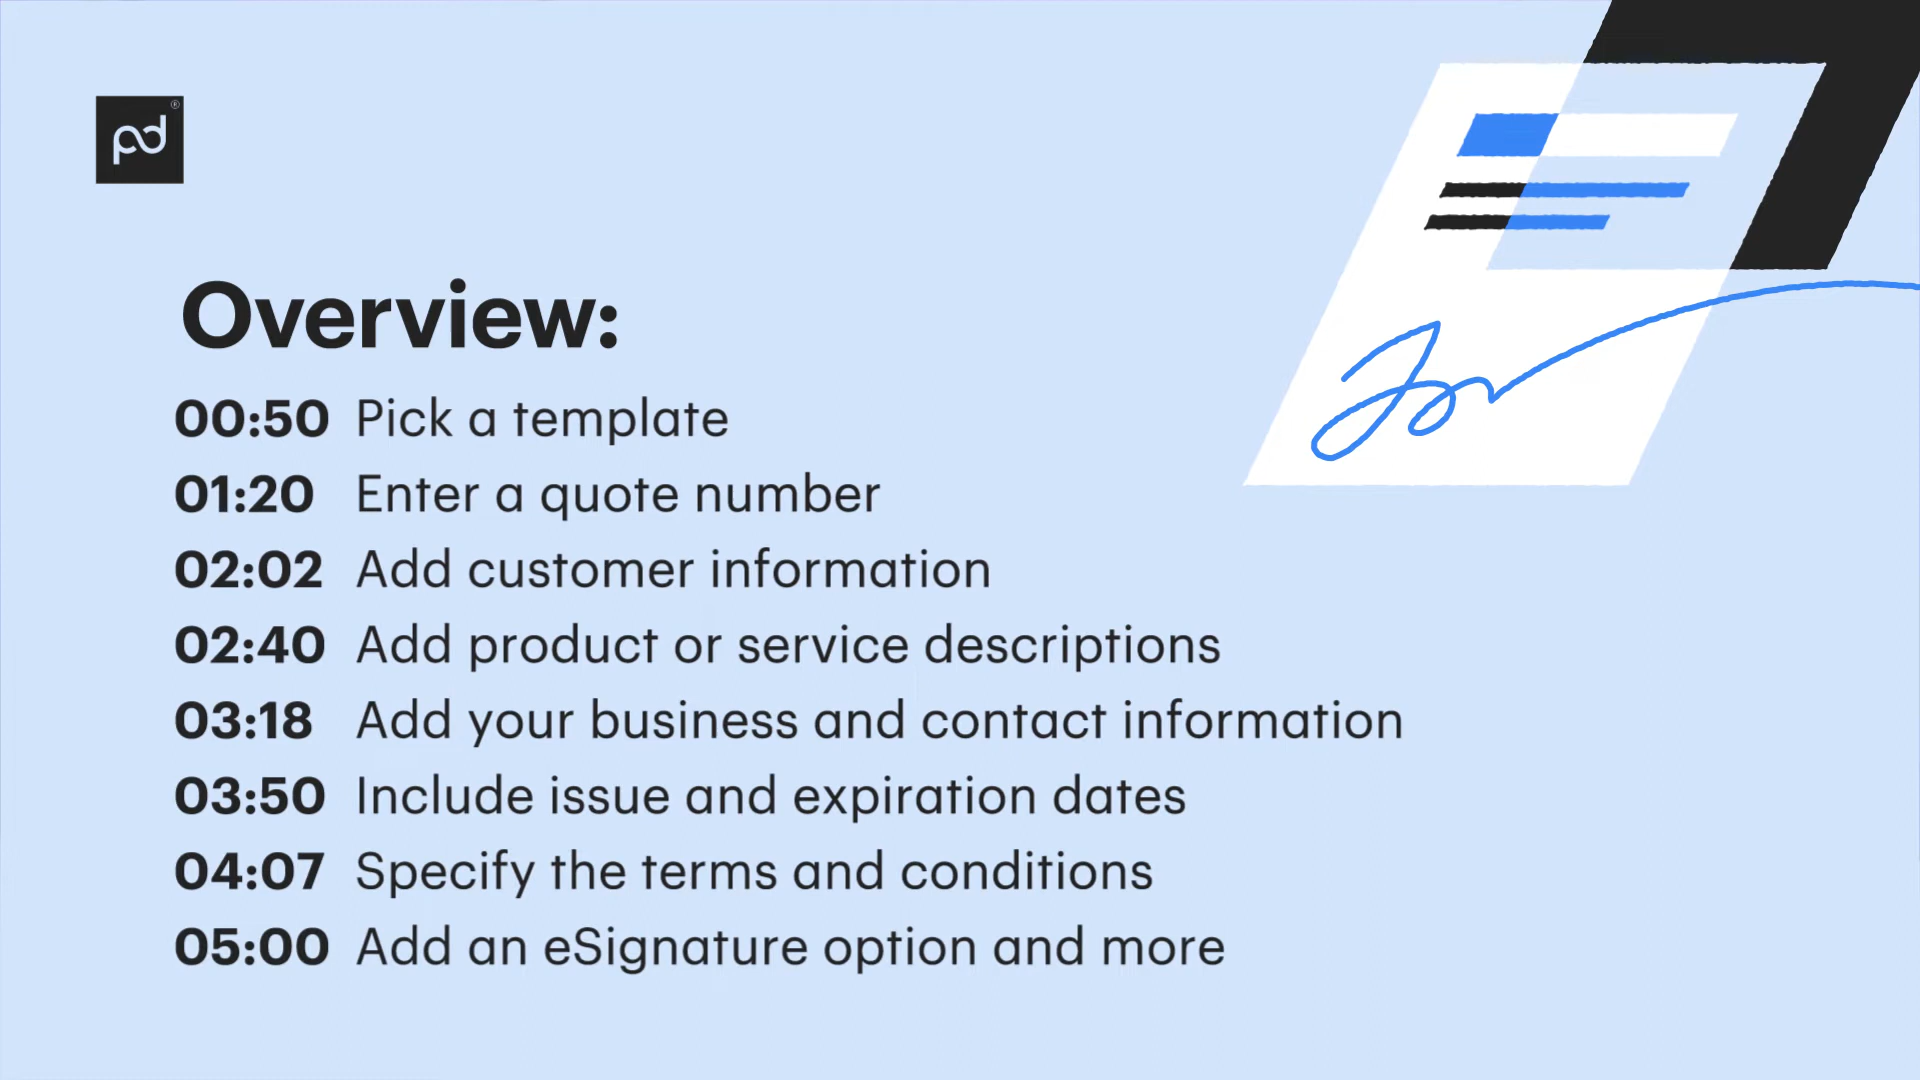 pd®
Overview:
00:50 Pick a template
01:20 Enter a quote number
02:02 Add customer information
02:40 Add product or service descriptions
03:18 Add your business and contact information
03:50 Include issue and expiration dates
04:07 Specify the terms and conditions
05:00 Add an eSignature option and more